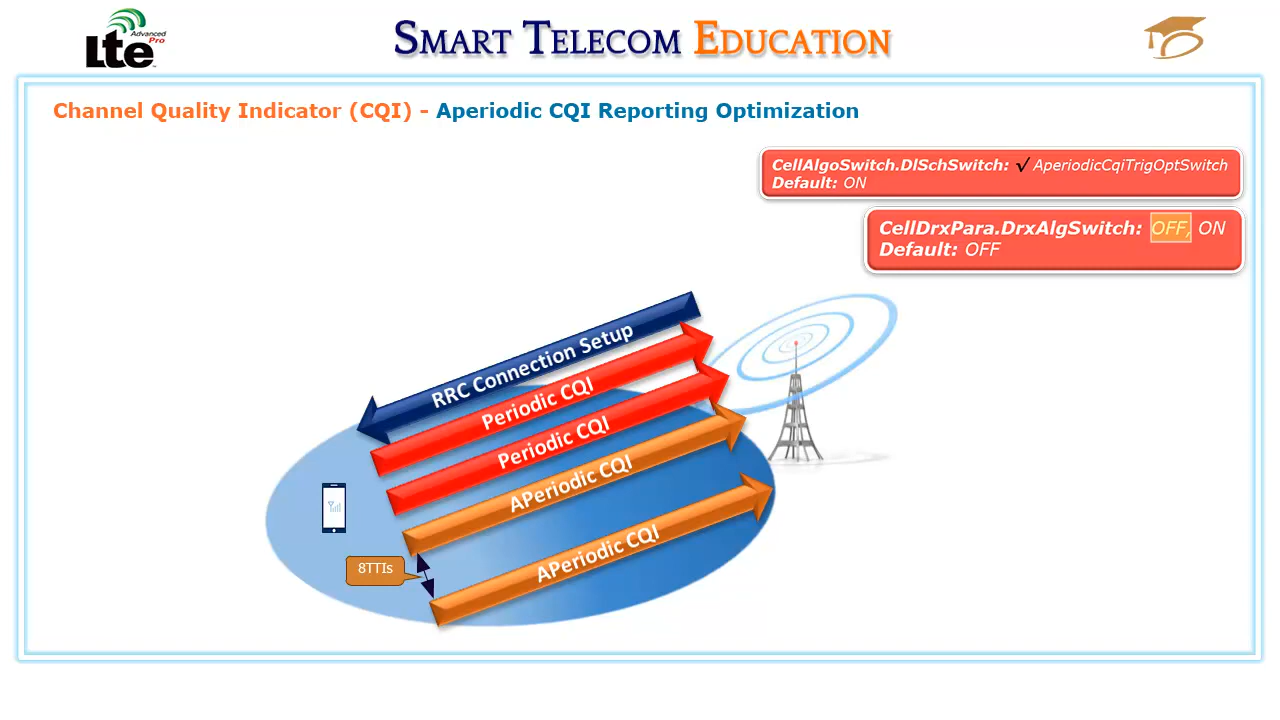 LTE Advanced Pro
SMART TELECOM EDUCATION
Channel Quality Indicator (CQI) - Aperiodic CQI Reporting Optimization
CellAlgoSwitch.DlSchSwitch: √ AperiodicCqiTrigOptSwitch
Default: ON
CellDrxPara.DrxAlgSwitch: OFF, ON
Default: OFF
RRC Connection Setup
Periodic CQI
Periodic CQI
APeriodic CQI
8TTIs
APeriodic CQI